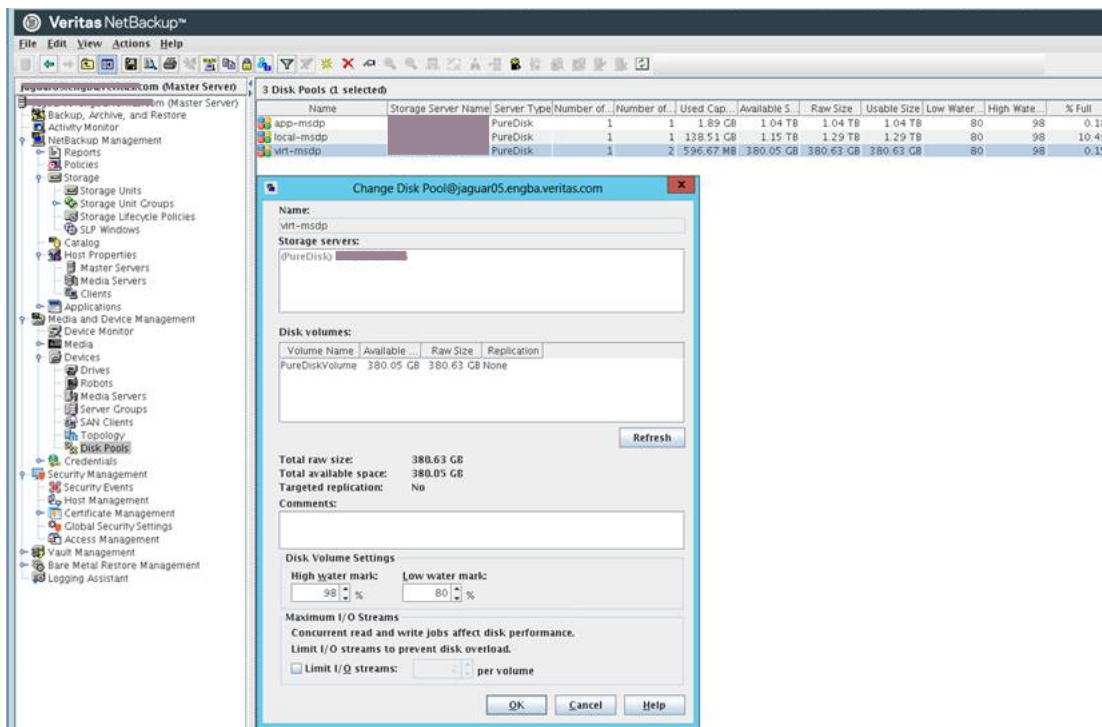 Veritas NetBackup™
File Edit View Actions Help
.com (Master Server)
3 Disk Pools (1 selected)
.com (Master Server)
Name Storage Server Name Server Type Number of... Number of... Used Cap... Available S... Raw Size Usable Size Low Water... High Wate... % Full
app-msdp PureDisk 1 1 1.89 GB 1.04 TB 1.04 TB 1.04 TB 80 98
local-msdp PureDisk 1 1 138.51 GB 1.15 TB 1.29 TB 1.29 TB 80 98
virt-msdp PureDisk 1 2 596.67 MB 380.05 GB 380.63 GB 380.63 GB 80 98
Backup, Archive, and Restore
Activity Monitor
NetBackup Management
Reports
Policies
Storage
Storage Units
Storage Unit Groups
Storage Lifecycle Policies
SLP Windows
Catalog
Host Properties
Master Servers
Media Servers
Clients
Applications
Media and Device Management
Device Monitor
Media
Devices
Drives
Robots
Media Servers
Server Groups
SAN Clients
Topology
Disk Pools
Credentials
Security Management
Security Events
Host Management
Certificate Management
Global Security Settings
Access Management
Vault Management
Bare Metal Restore Management
Logging Assistant
Change Disk Pool@jaguar05.engba.veritas.com
Name:
virt-msdp
Storage servers:
(PureDisk)
Disk volumes:
Volume Name Available ... Raw Size Replication
PureDiskVolume 380.05 GB 380.63 GB None
Refresh
Total raw size: 380.63 GB
Total available space: 380.05 GB
Targeted replication: No
Comments:
Disk Volume Settings
High water mark: Low water mark:
98 % 80 %
Maximum I/O Streams
Concurrent read and write jobs affect disk performance.
Limit I/O streams to prevent disk overload.
Limit I/O streams: per volume
OK Cancel Help